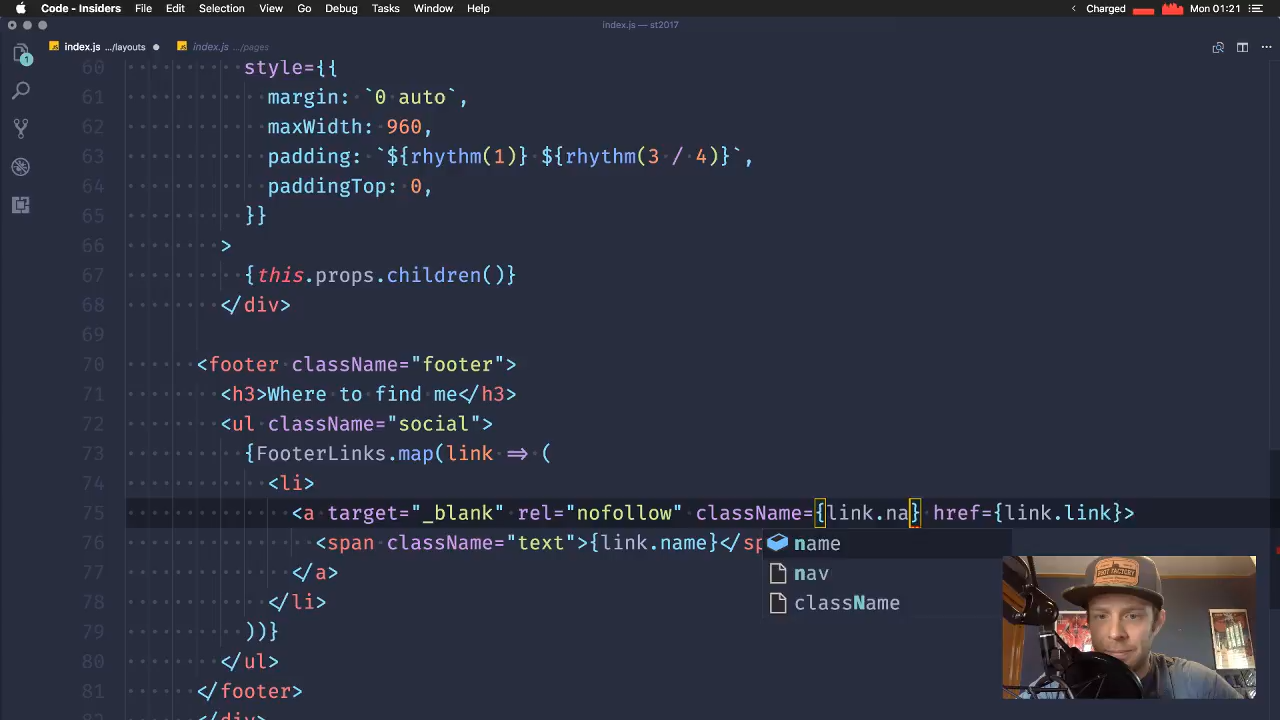 Code - Insiders File Edit Selection View Go Debug Tasks Window Help Charged Mon 01:21
index.js — st2017
index.js …/layouts index.js …/pages
1
60 style={{
61 margin: `0 auto`,
62 maxWidth: 960,
63 padding: `${rhythm(1)} ${rhythm(3 / 4)}`,
64 paddingTop: 0,
65 }}
66 >
67 {this.props.children()}
68 </div>
69
70 <footer className="footer">
71 <h3>Where to find me</h3>
72 <ul className="social">
73 {FooterLinks.map(link => (
74 <li>
75 <a target="_blank" rel="nofollow" className={link.na} href={link.link}>
76 <span className="text">{link.name}</sp
name
77 </a>
nav
78 </li>
className
79 ))}
80 </ul>
81 </footer>
</div>